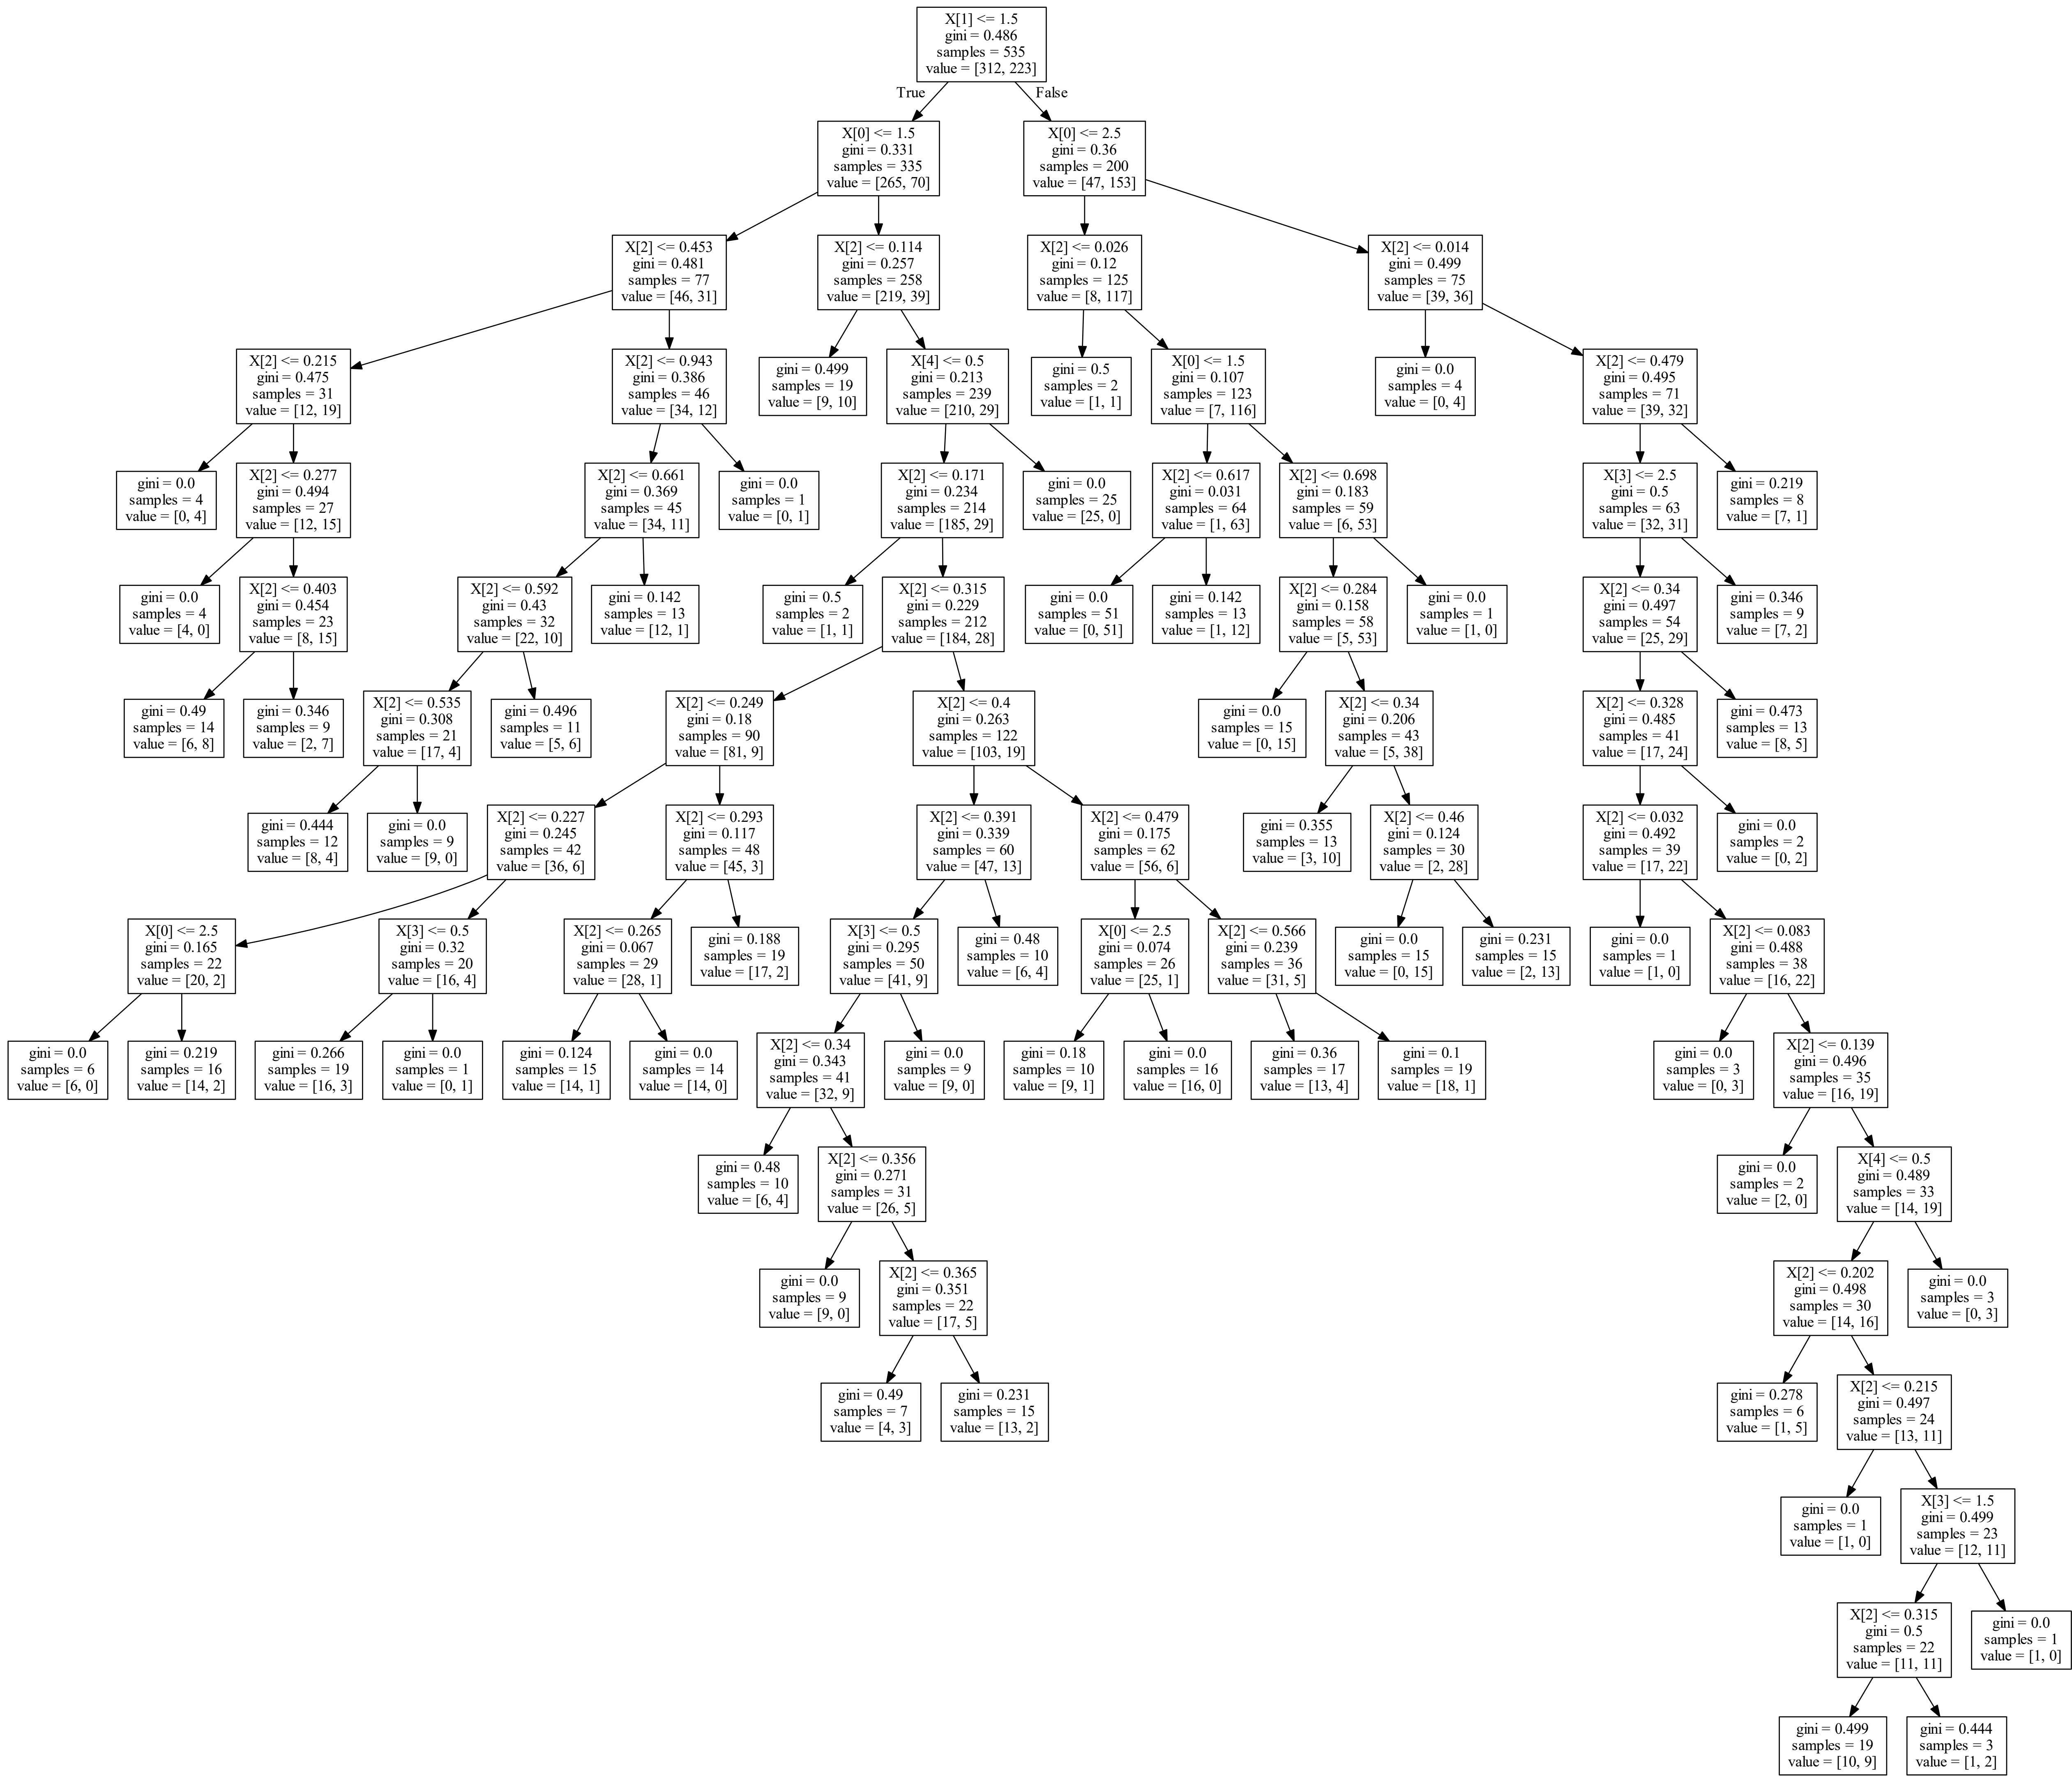 X[1] <= 1.5
gini = 0.486
samples = 535
value = [312, 223]
True
False
X[0] <= 1.5
gini = 0.331
samples = 335
value = [265, 70]
X[0] <= 2.5
gini = 0.36
samples = 200
value = [47, 153]
X[2] <= 0.453
gini = 0.481
samples = 77
value = [46, 31]
X[2] <= 0.114
gini = 0.257
samples = 258
value = [219, 39]
X[2] <= 0.026
gini = 0.12
samples = 125
value = [8, 117]
X[2] <= 0.014
gini = 0.499
samples = 75
value = [39, 36]
X[2] <= 0.215
gini = 0.475
samples = 31
value = [12, 19]
X[2] <= 0.943
gini = 0.386
samples = 46
value = [34, 12]
gini = 0.499
samples = 19
value = [9, 10]
X[4] <= 0.5
gini = 0.213
samples = 239
value = [210, 29]
gini = 0.5
samples = 2
value = [1, 1]
X[0] <= 1.5
gini = 0.107
samples = 123
value = [7, 116]
gini = 0.0
samples = 4
value = [0, 4]
X[2] <= 0.479
gini = 0.495
samples = 71
value = [39, 32]
gini = 0.0
samples = 4
value = [0, 4]
X[2] <= 0.277
gini = 0.494
samples = 27
value = [12, 15]
X[2] <= 0.661
gini = 0.369
samples = 45
value = [34, 11]
gini = 0.0
samples = 1
value = [0, 1]
X[2] <= 0.171
gini = 0.234
samples = 214
value = [185, 29]
gini = 0.0
samples = 25
value = [25, 0]
X[2] <= 0.617
gini = 0.031
samples = 64
value = [1, 63]
X[2] <= 0.698
gini = 0.183
samples = 59
value = [6, 53]
X[3] <= 2.5
gini = 0.5
samples = 63
value = [32, 31]
gini = 0.219
samples = 8
value = [7, 1]
gini = 0.0
samples = 4
value = [4, 0]
X[2] <= 0.403
gini = 0.454
samples = 23
value = [8, 15]
X[2] <= 0.592
gini = 0.43
samples = 32
value = [22, 10]
gini = 0.142
samples = 13
value = [12, 1]
gini = 0.5
samples = 2
value = [1, 1]
X[2] <= 0.315
gini = 0.229
samples = 212
value = [184, 28]
gini = 0.0
samples = 51
value = [0, 51]
gini = 0.142
samples = 13
value = [1, 12]
X[2] <= 0.284
gini = 0.158
samples = 58
value = [5, 53]
gini = 0.0
samples = 1
value = [1, 0]
X[2] <= 0.34
gini = 0.497
samples = 54
value = [25, 29]
gini = 0.346
samples = 9
value = [7, 2]
gini = 0.49
samples = 14
value = [6, 8]
gini = 0.346
samples = 9
value = [2, 7]
X[2] <= 0.535
gini = 0.308
samples = 21
value = [17, 4]
gini = 0.496
samples = 11
value = [5, 6]
X[2] <= 0.249
gini = 0.18
samples = 90
value = [81, 9]
X[2] <= 0.4
gini = 0.263
samples = 122
value = [103, 19]
gini = 0.0
samples = 15
value = [0, 15]
X[2] <= 0.34
gini = 0.206
samples = 43
value = [5, 38]
X[2] <= 0.328
gini = 0.485
samples = 41
value = [17, 24]
gini = 0.473
samples = 13
value = [8, 5]
gini = 0.444
samples = 12
value = [8, 4]
gini = 0.0
samples = 9
value = [9, 0]
X[2] <= 0.227
gini = 0.245
samples = 42
value = [36, 6]
X[2] <= 0.293
gini = 0.117
samples = 48
value = [45, 3]
X[2] <= 0.391
gini = 0.339
samples = 60
value = [47, 13]
X[2] <= 0.479
gini = 0.175
samples = 62
value = [56, 6]
gini = 0.355
samples = 13
value = [3, 10]
X[2] <= 0.46
gini = 0.124
samples = 30
value = [2, 28]
X[2] <= 0.032
gini = 0.492
samples = 39
value = [17, 22]
gini = 0.0
samples = 2
value = [0, 2]
X[0] <= 2.5
gini = 0.165
samples = 22
value = [20, 2]
X[3] <= 0.5
gini = 0.32
samples = 20
value = [16, 4]
X[2] <= 0.265
gini = 0.067
samples = 29
value = [28, 1]
gini = 0.188
samples = 19
value = [17, 2]
X[3] <= 0.5
gini = 0.295
samples = 50
value = [41, 9]
gini = 0.48
samples = 10
value = [6, 4]
X[0] <= 2.5
gini = 0.074
samples = 26
value = [25, 1]
X[2] <= 0.566
gini = 0.239
samples = 36
value = [31, 5]
gini = 0.0
samples = 15
value = [0, 15]
gini = 0.231
samples = 15
value = [2, 13]
gini = 0.0
samples = 1
value = [1, 0]
X[2] <= 0.083
gini = 0.488
samples = 38
value = [16, 22]
gini = 0.0
samples = 6
value = [6, 0]
gini = 0.219
samples = 16
value = [14, 2]
gini = 0.266
samples = 19
value = [16, 3]
gini = 0.0
samples = 1
value = [0, 1]
gini = 0.124
samples = 15
value = [14, 1]
gini = 0.0
samples = 14
value = [14, 0]
X[2] <= 0.34
gini = 0.343
samples = 41
value = [32, 9]
gini = 0.0
samples = 9
value = [9, 0]
gini = 0.18
samples = 10
value = [9, 1]
gini = 0.0
samples = 16
value = [16, 0]
gini = 0.36
samples = 17
value = [13, 4]
gini = 0.1
samples = 19
value = [18, 1]
gini = 0.0
samples = 3
value = [0, 3]
X[2] <= 0.139
gini = 0.496
samples = 35
value = [16, 19]
gini = 0.48
samples = 10
value = [6, 4]
X[2] <= 0.356
gini = 0.271
samples = 31
value = [26, 5]
gini = 0.0
samples = 2
value = [2, 0]
X[4] <= 0.5
gini = 0.489
samples = 33
value = [14, 19]
gini = 0.0
samples = 9
value = [9, 0]
X[2] <= 0.365
gini = 0.351
samples = 22
value = [17, 5]
X[2] <= 0.202
gini = 0.498
samples = 30
value = [14, 16]
gini = 0.0
samples = 3
value = [0, 3]
gini = 0.49
samples = 7
value = [4, 3]
gini = 0.231
samples = 15
value = [13, 2]
gini = 0.278
samples = 6
value = [1, 5]
X[2] <= 0.215
gini = 0.497
samples = 24
value = [13, 11]
gini = 0.0
samples = 1
value = [1, 0]
X[3] <= 1.5
gini = 0.499
samples = 23
value = [12, 11]
X[2] <= 0.315
gini = 0.5
samples = 22
value = [11, 11]
gini = 0.0
samples = 1
value = [1, 0]
gini = 0.499
samples = 19
value = [10, 9]
gini = 0.444
samples = 3
value = [1, 2]